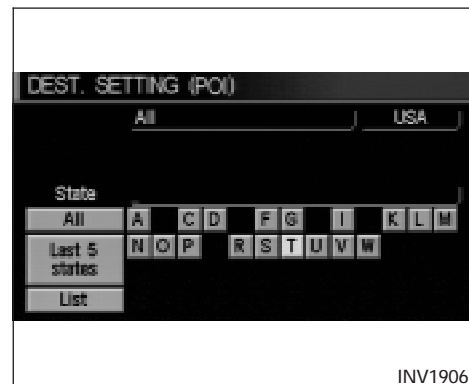 DEST. SETTING (POI)
All USA
State
All A C D F G I K L M
Last 5 N O P R S T U V W
states
List
INV1906